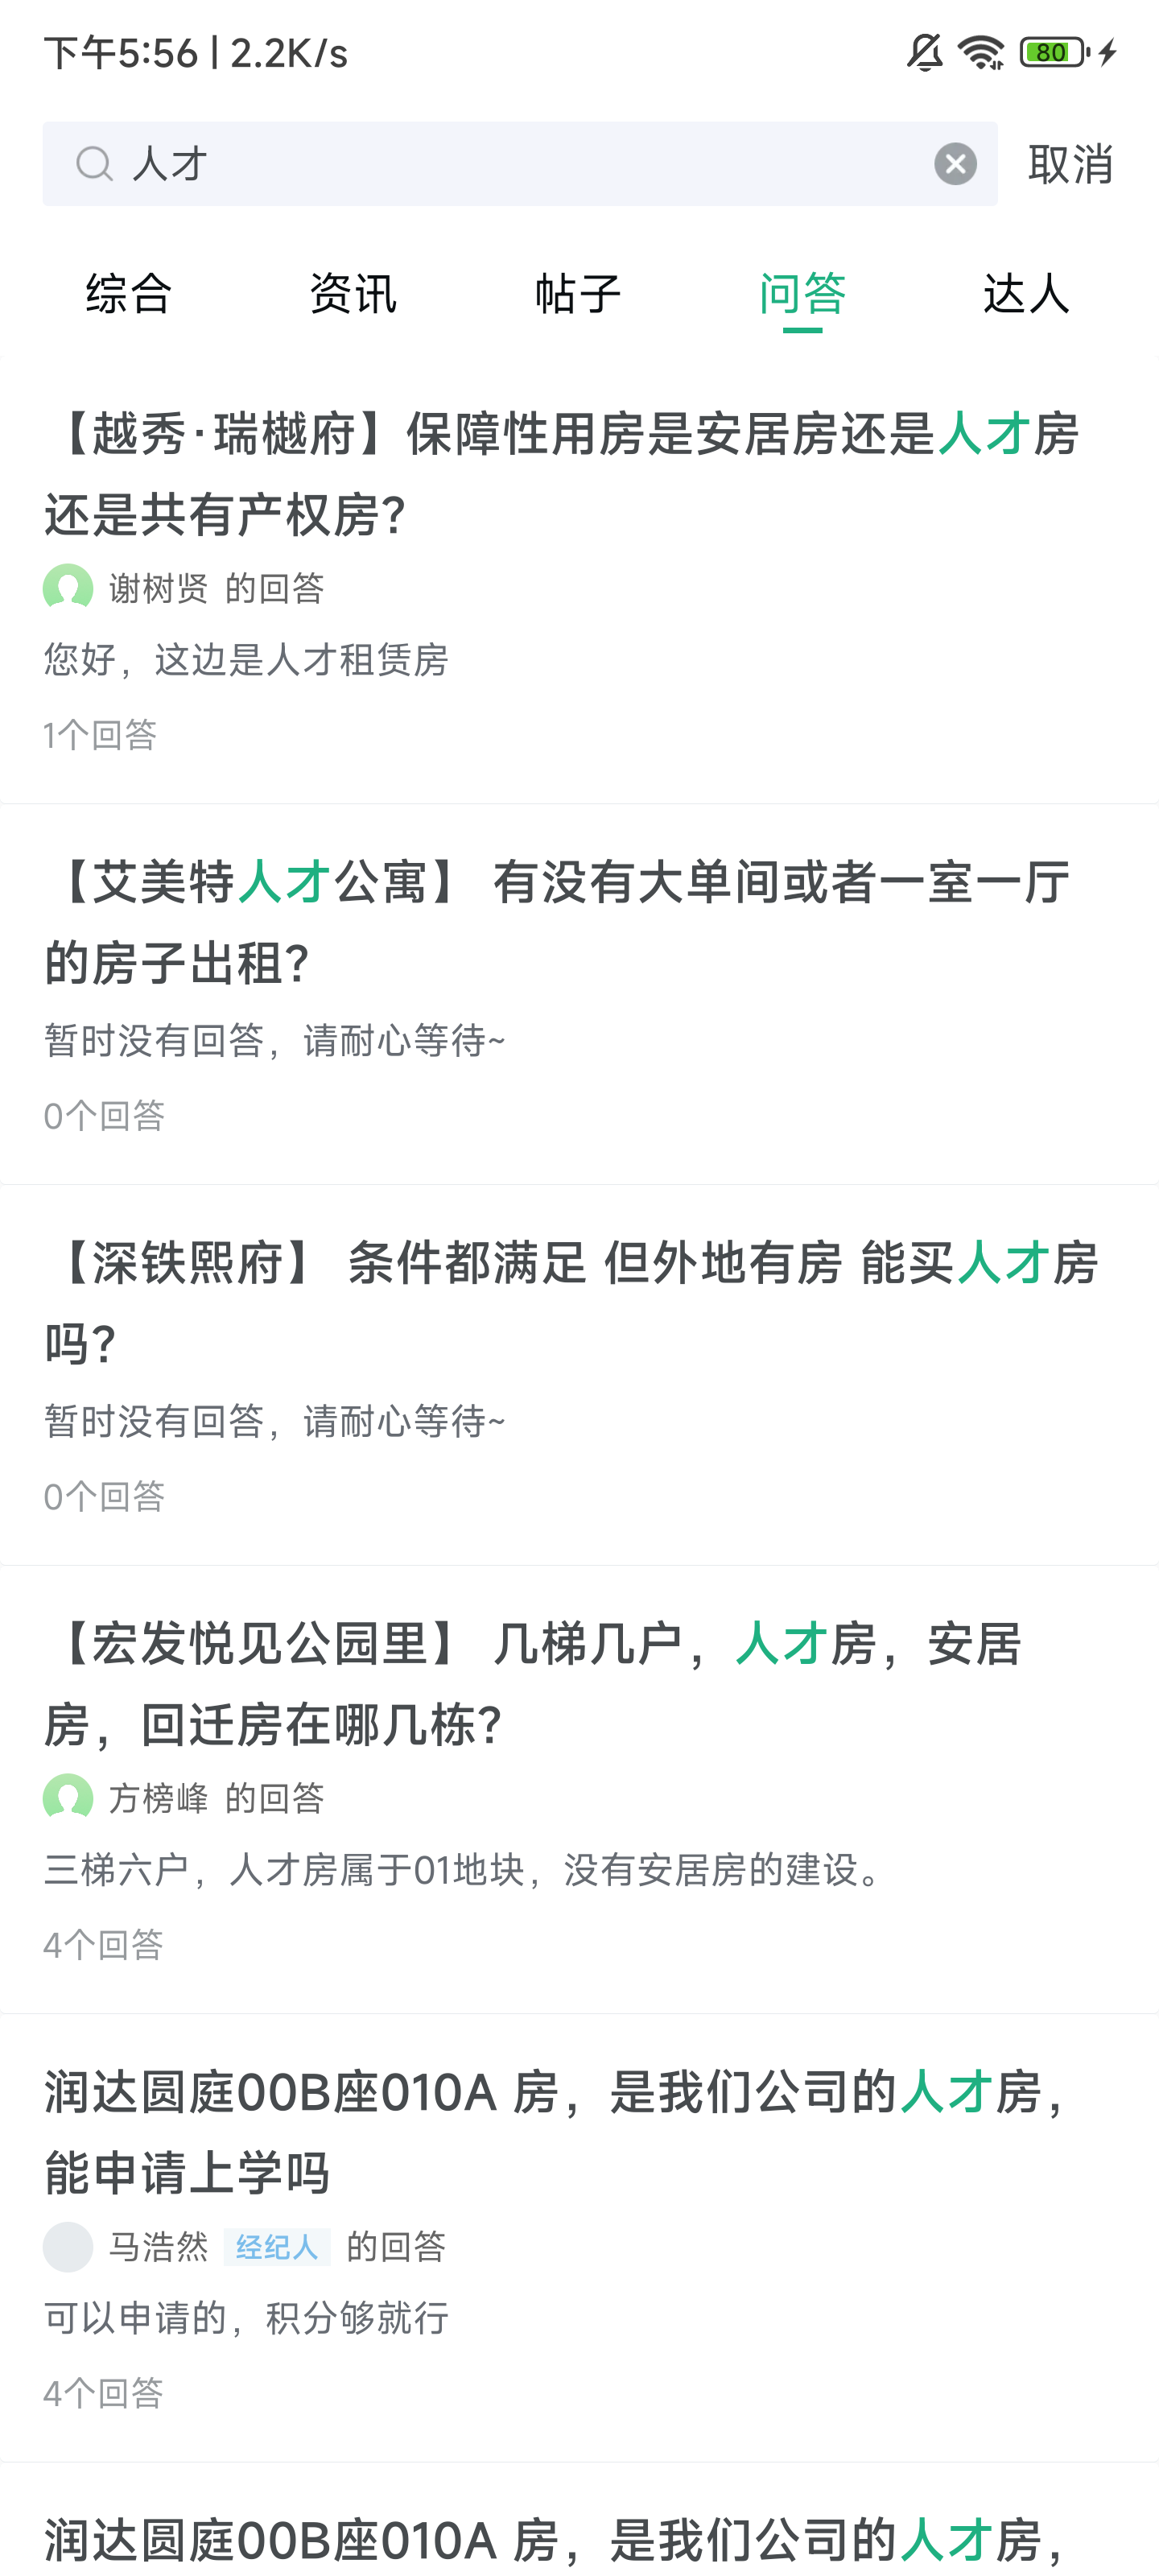 下午5:56 | 2.2K/s
80
人才
取消
综合 资讯 帖子 问答 达人
【越秀·瑞樾府】保障性用房是安居房还是人才房
还是共有产权房?
谢树贤 的回答
您好，这边是人才租赁房
1个回答
【艾美特人才公寓】 有没有大单间或者一室一厅
的房子出租?
暂时没有回答，请耐心等待~
0个回答
【深铁熙府】 条件都满足 但外地有房 能买人才房
吗?
暂时没有回答，请耐心等待~
0个回答
【宏发悦见公园里】 几梯几户，人才房，安居
房，回迁房在哪几栋?
方榜峰 的回答
三梯六户，人才房属于01地块，没有安居房的建设。
4个回答
润达圆庭00B座010A 房，是我们公司的人才房，
能申请上学吗
马浩然 经纪人 的回答
可以申请的，积分够就行
4个回答
润达圆庭00B座010A 房，是我们公司的人才房，